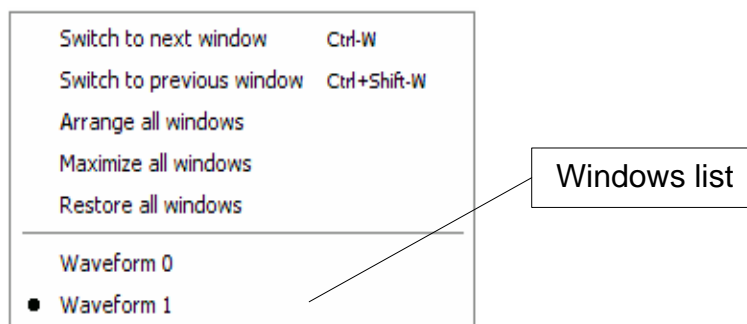 Switch to next window Ctrl-W
Switch to previous window Ctrl+Shift-W
Arrange all windows
Maximize all windows
Restore all windows
Windows list
Waveform 0
Waveform 1